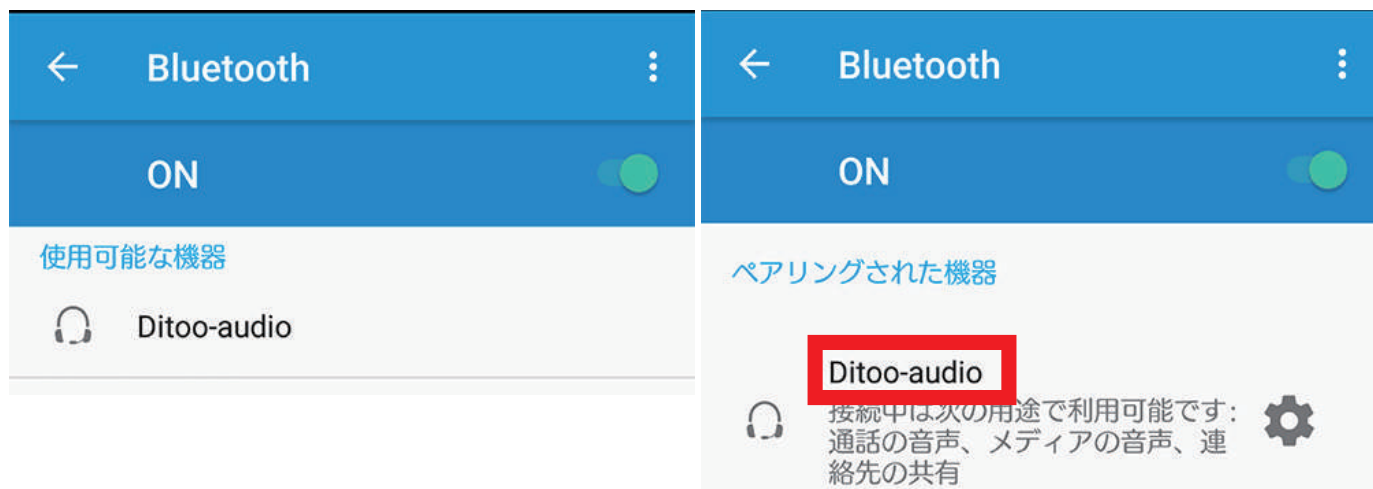 Bluetooth
ON
使用可能な機器
Ditoo-audio
Bluetooth
ON
ペアリングされた機器
Ditoo-audio
接続中は次の用途で利用可能です:
通話の音声、メディアの音声、連
絡先の共有